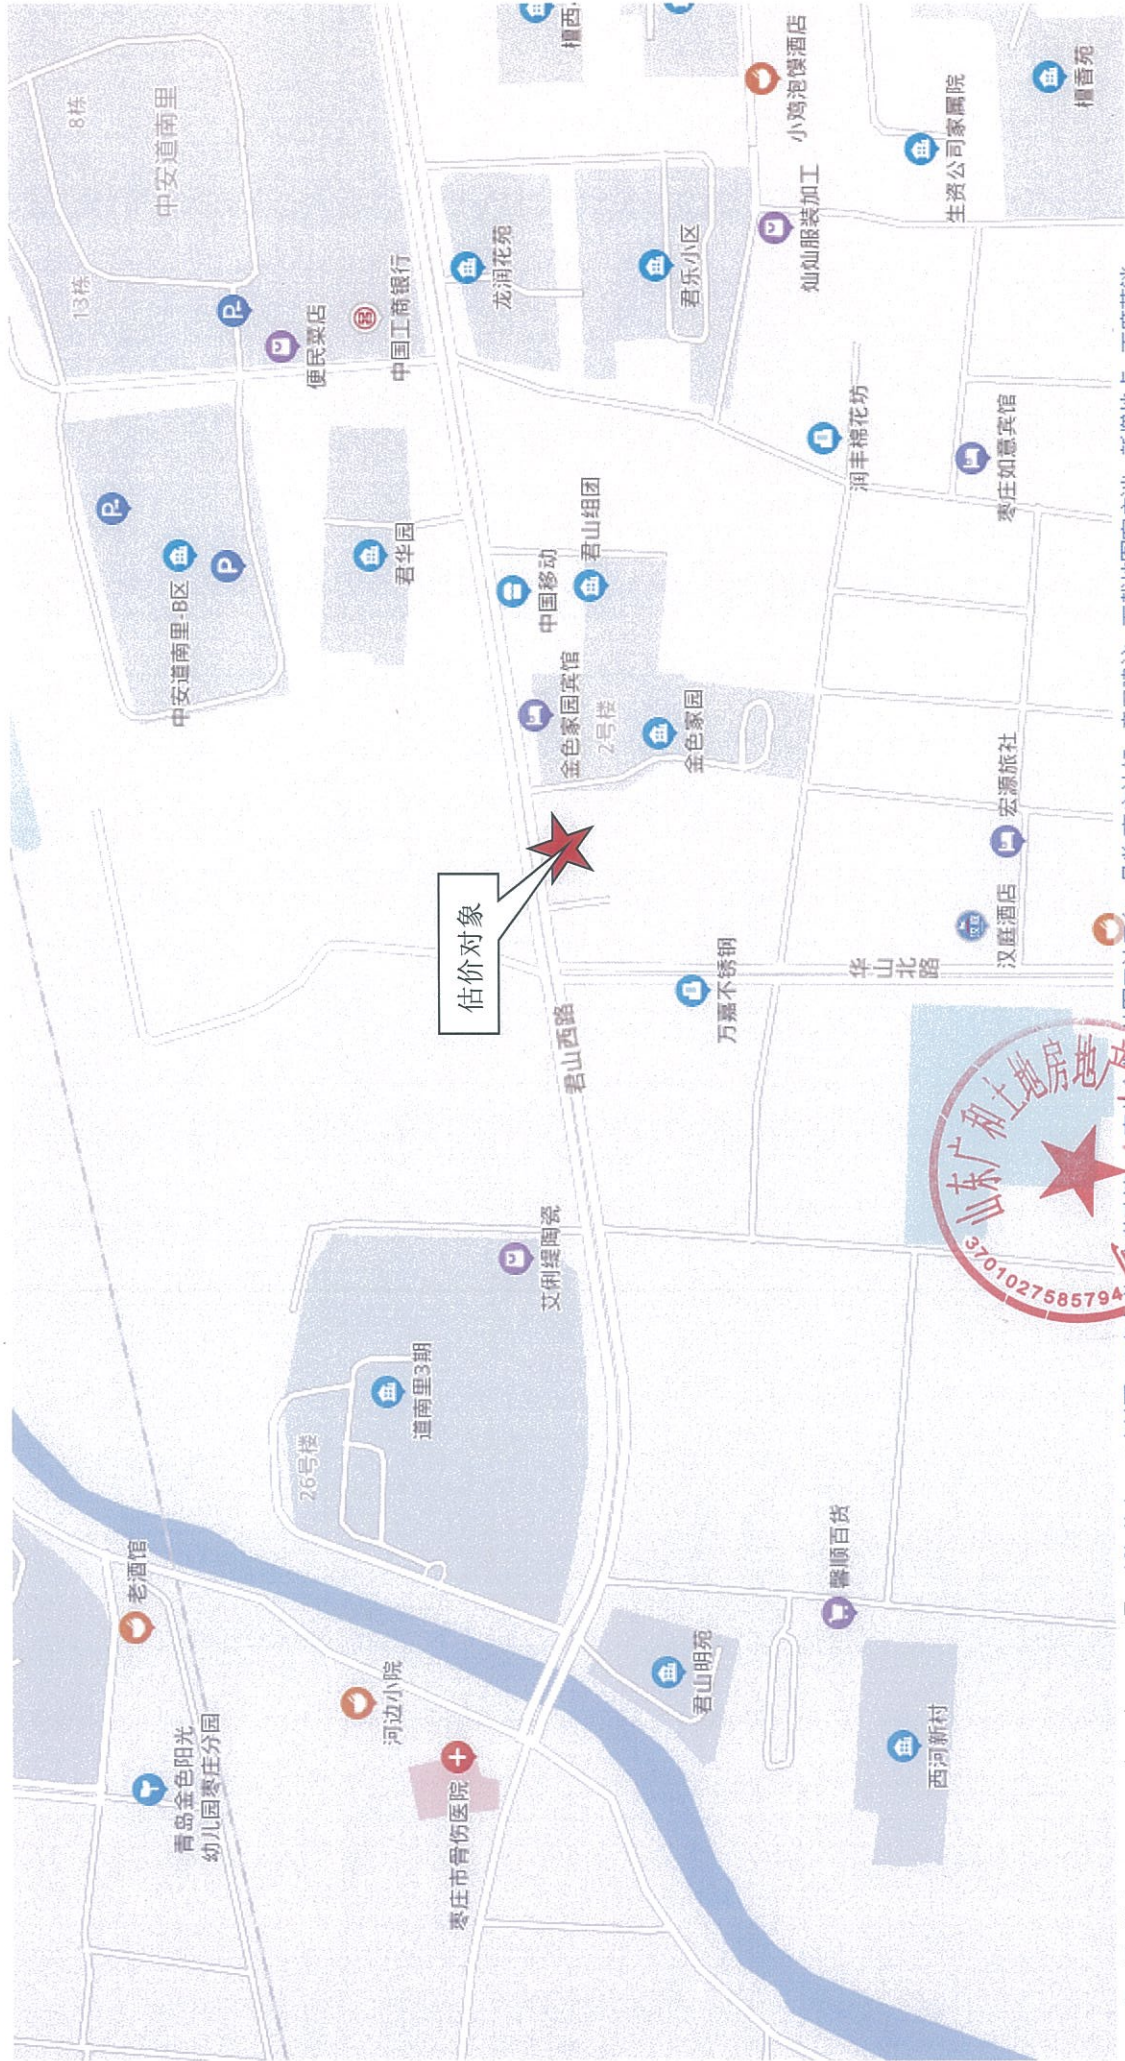 青岛金色阳光
幼儿园枣庄分园
老酒馆
河边小院
枣庄市骨伤医院
26号楼
道南里3期
艾俐缇陶瓷
君山西路
君山明苑
馨顺百货
西河新村
估价对象
万嘉不锈钢
华山北路
汉庭酒店
宏源旅社
中安道南里-B区
君华园
中国移动
君山组团
金色家园宾馆
2号楼
金色家园
枣庄如意宾馆
润丰棉花坊
13栋
8栋
中安道南里
便民菜店
中国工商银行
龙润花苑
君乐小区
灿灿服装加工
小鸡泡馍酒店
生资公司家属院
檀香苑
檀西
山东广和土地房地产